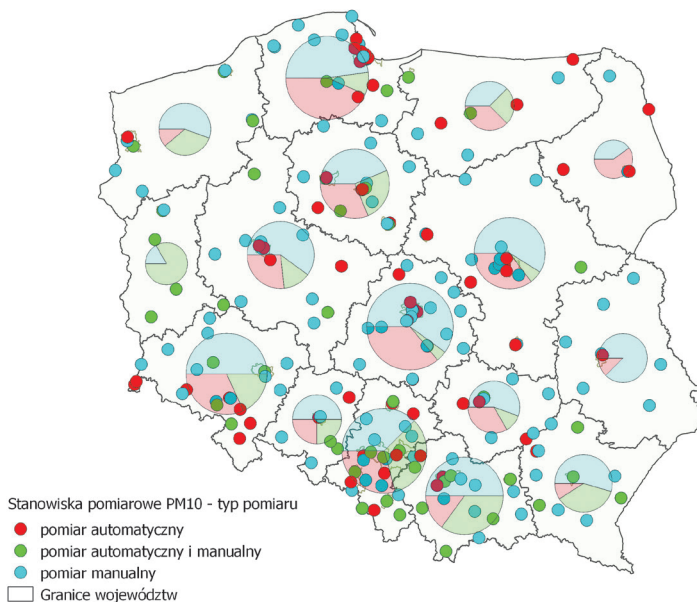 Stanowiska pomiarowe PM10 - typ pomiaru
pomiar automatyczny
pomiar automatyczny i manualny
pomiar manualny
Granice województw